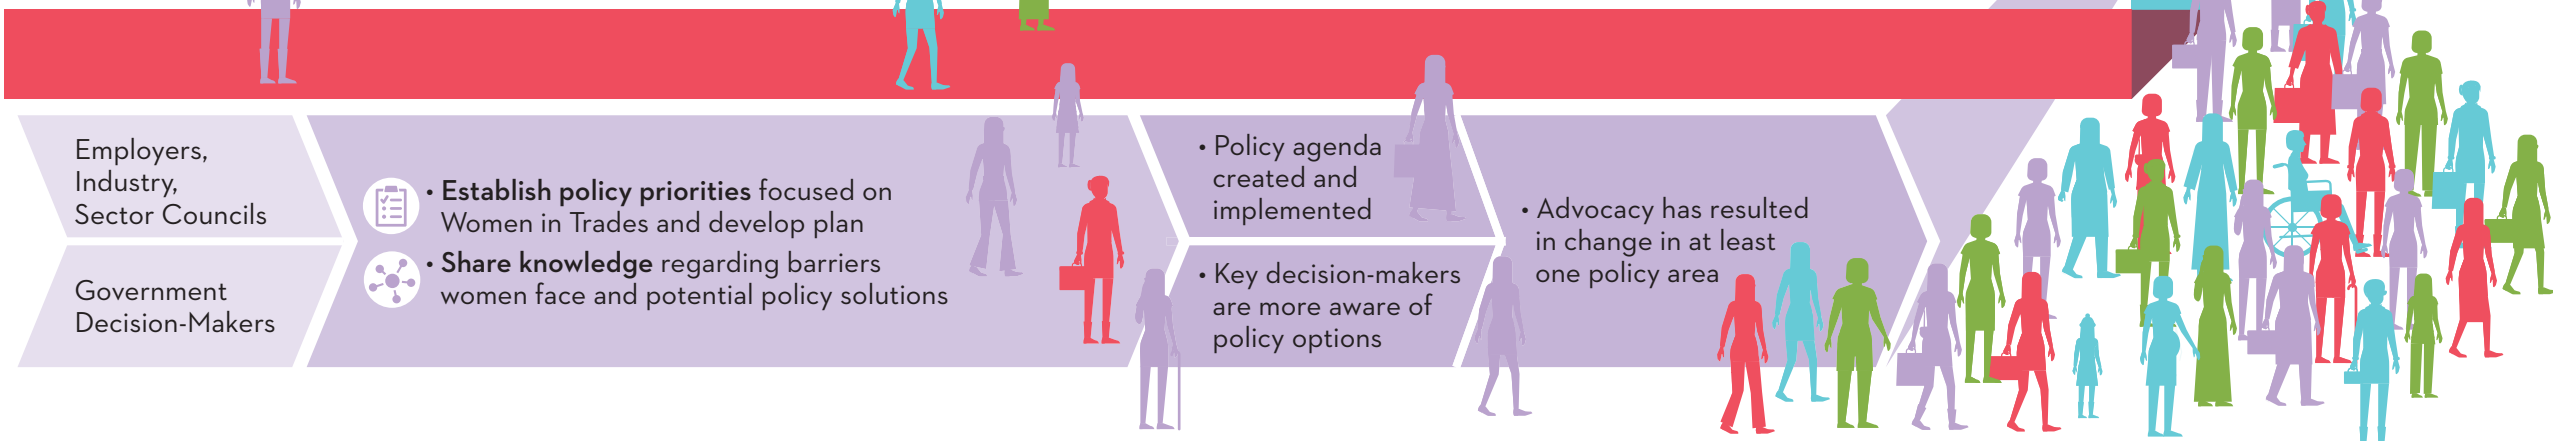 Employers,
Industry,
Sector Councils
Government
Decision-Makers
• Establish policy priorities focused on
Women in Trades and develop plan
• Share knowledge regarding barriers
women face and potential policy solutions
• Policy agenda
created and
implemented
• Key decision-makers
are more aware of
policy options
• Advocacy has resulted
in change in at least
one policy area